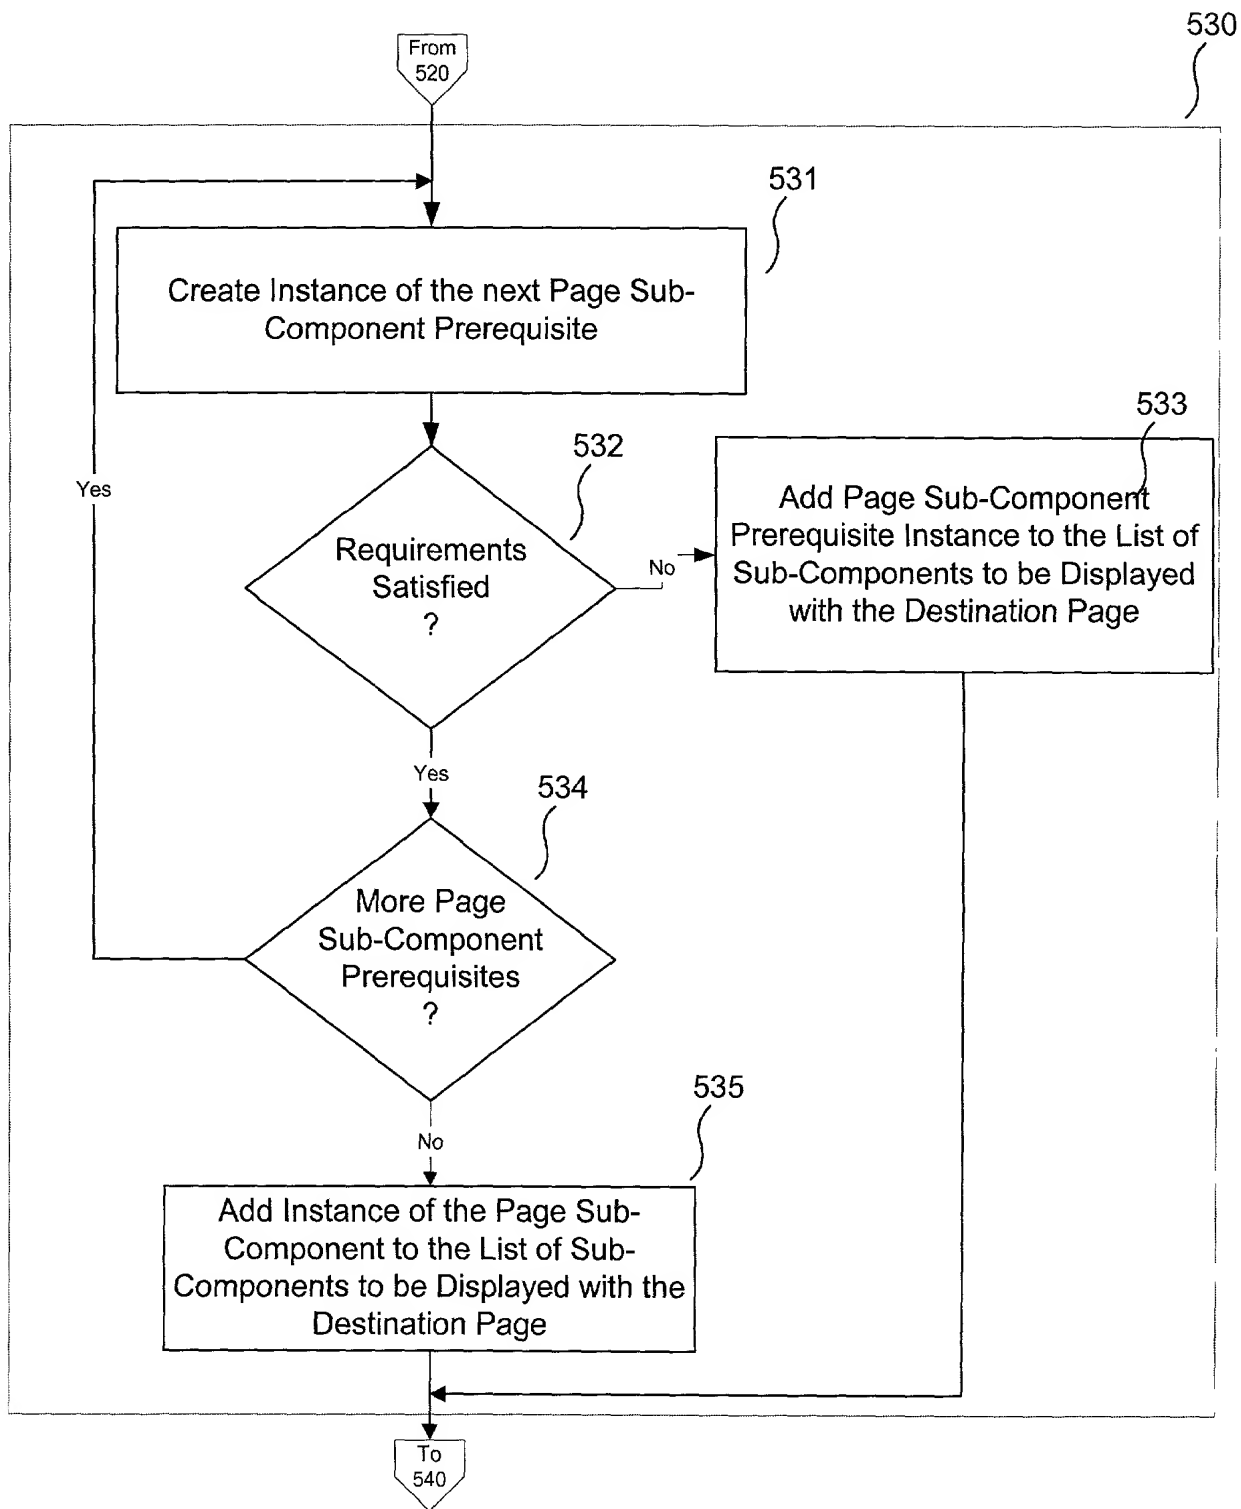 530
From
520
531
Create Instance of the next Page Sub-
Component Prerequisite
533
532
Yes
Add Page Sub-Component
Prerequisite Instance to the List of
Sub-Components to be Displayed
with the Destination Page
Requirements
Satisfied
?
No
Yes
534
More Page
Sub-Component
Prerequisites
?
535
No
Add Instance of the Page Sub-
Component to the List of Sub-
Components to be Displayed with the
Destination Page
To
540